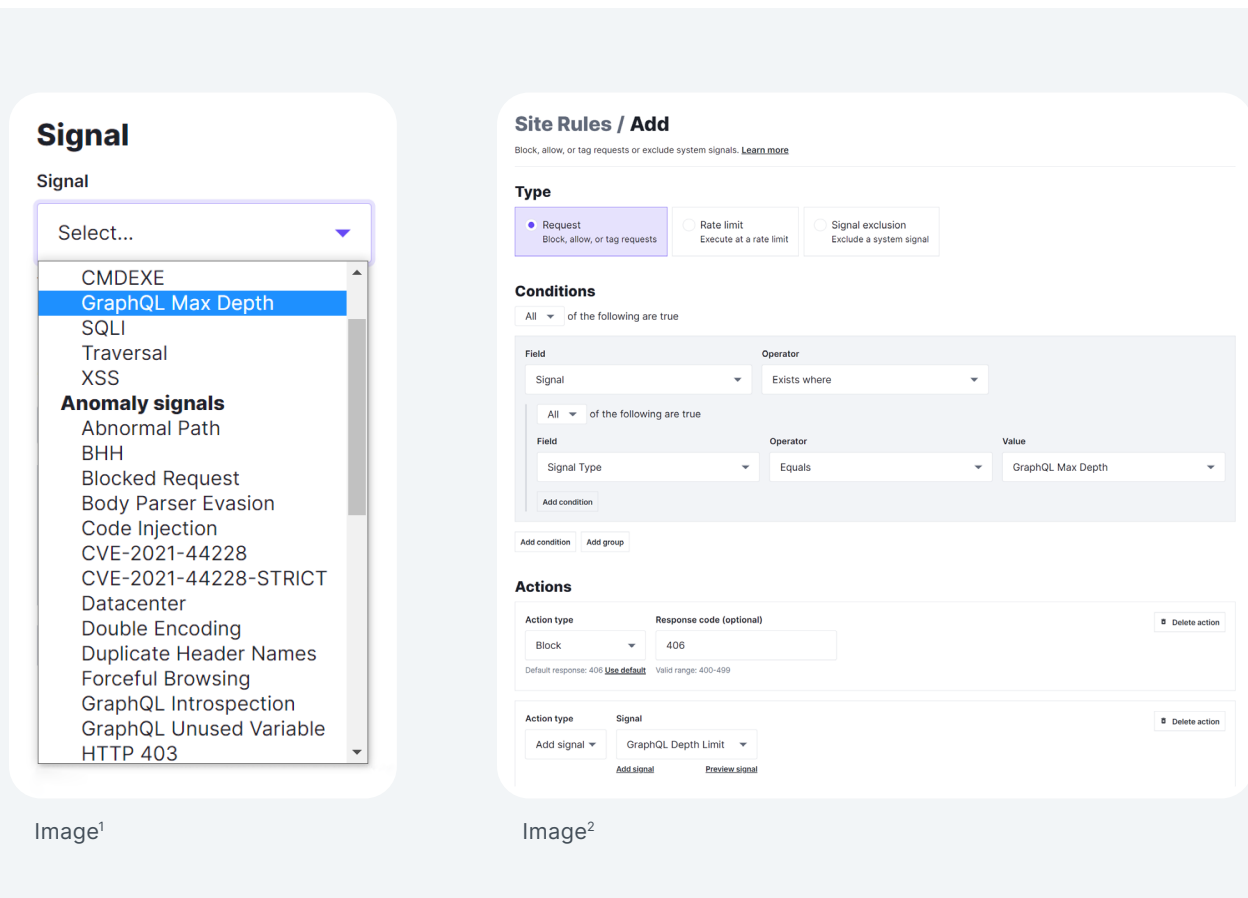 Signal
Signal
Select...
CMDEXE
GraphQL Max Depth
SQLI
Traversal
XSS
Anomaly signals
Abnormal Path
BHH
Blocked Request
Body Parser Evasion
Code Injection
CVE-2021-44228
CVE-2021-44228-STRICT
Datacenter
Double Encoding
Duplicate Header Names
Forceful Browsing
GraphQL Introspection
GraphQL Unused Variable
HTTP 403
Image1
Site Rules / Add
Block, allow, or tag requests or exclude system signals. Learn more
Type
Request
Block, allow, or tag requests
Rate limit
Execute at a rate limit
Signal exclusion
Exclude a system signal
Conditions
All of the following are true
Field Operator
Signal Exists where
All of the following are true
Field Operator Value
Signal Type Equals GraphQL Max Depth
Add condition
Add condition Add group
Actions
Action type Response code (optional) Delete action
Block 406
Default response: 406 Use default Valid range: 400-499
Action type Signal Delete action
Add signal GraphQL Depth Limit
Add signal Preview signal
Image2